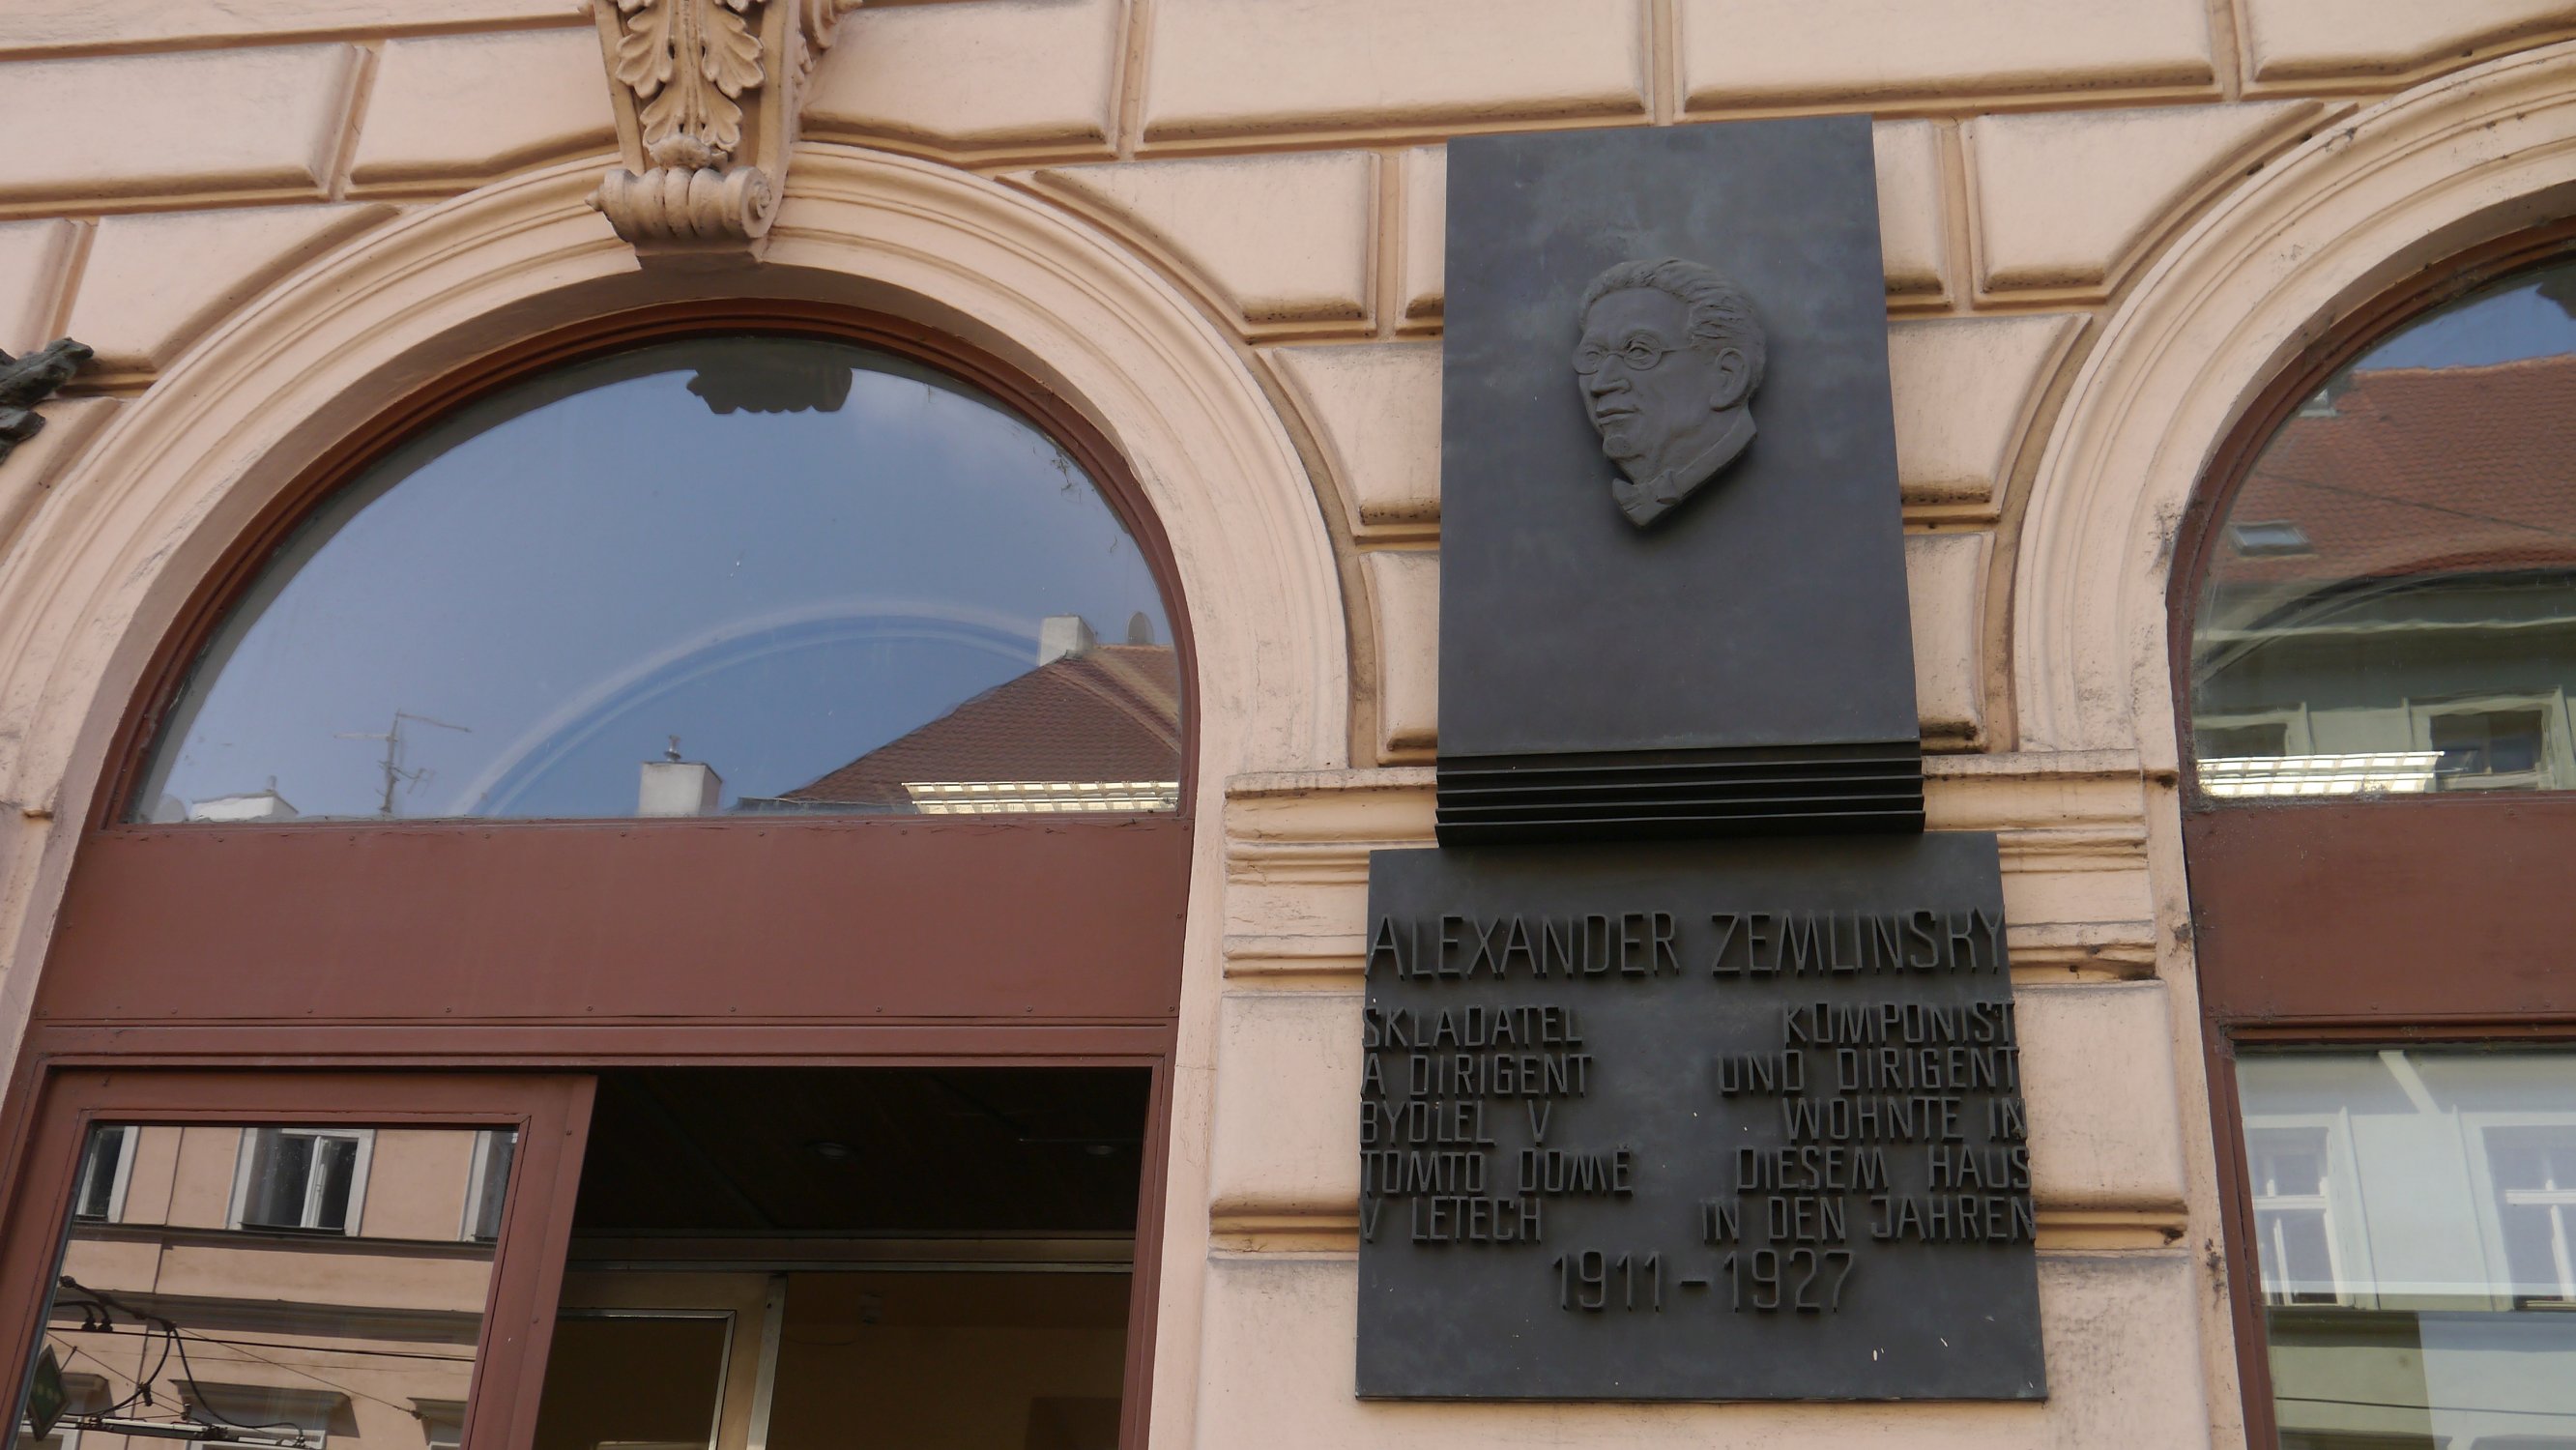 ALEXANDER ZEMLINSKY
SKLADATEL
A DIRIGENT
BYDLEL V
TOMTO DOMĚ
V LETECH
KOMPONIST
UND DIRIGENT
WOHNTE IN
DIESEM HAUS
IN DEN JAHREN
1911-1927